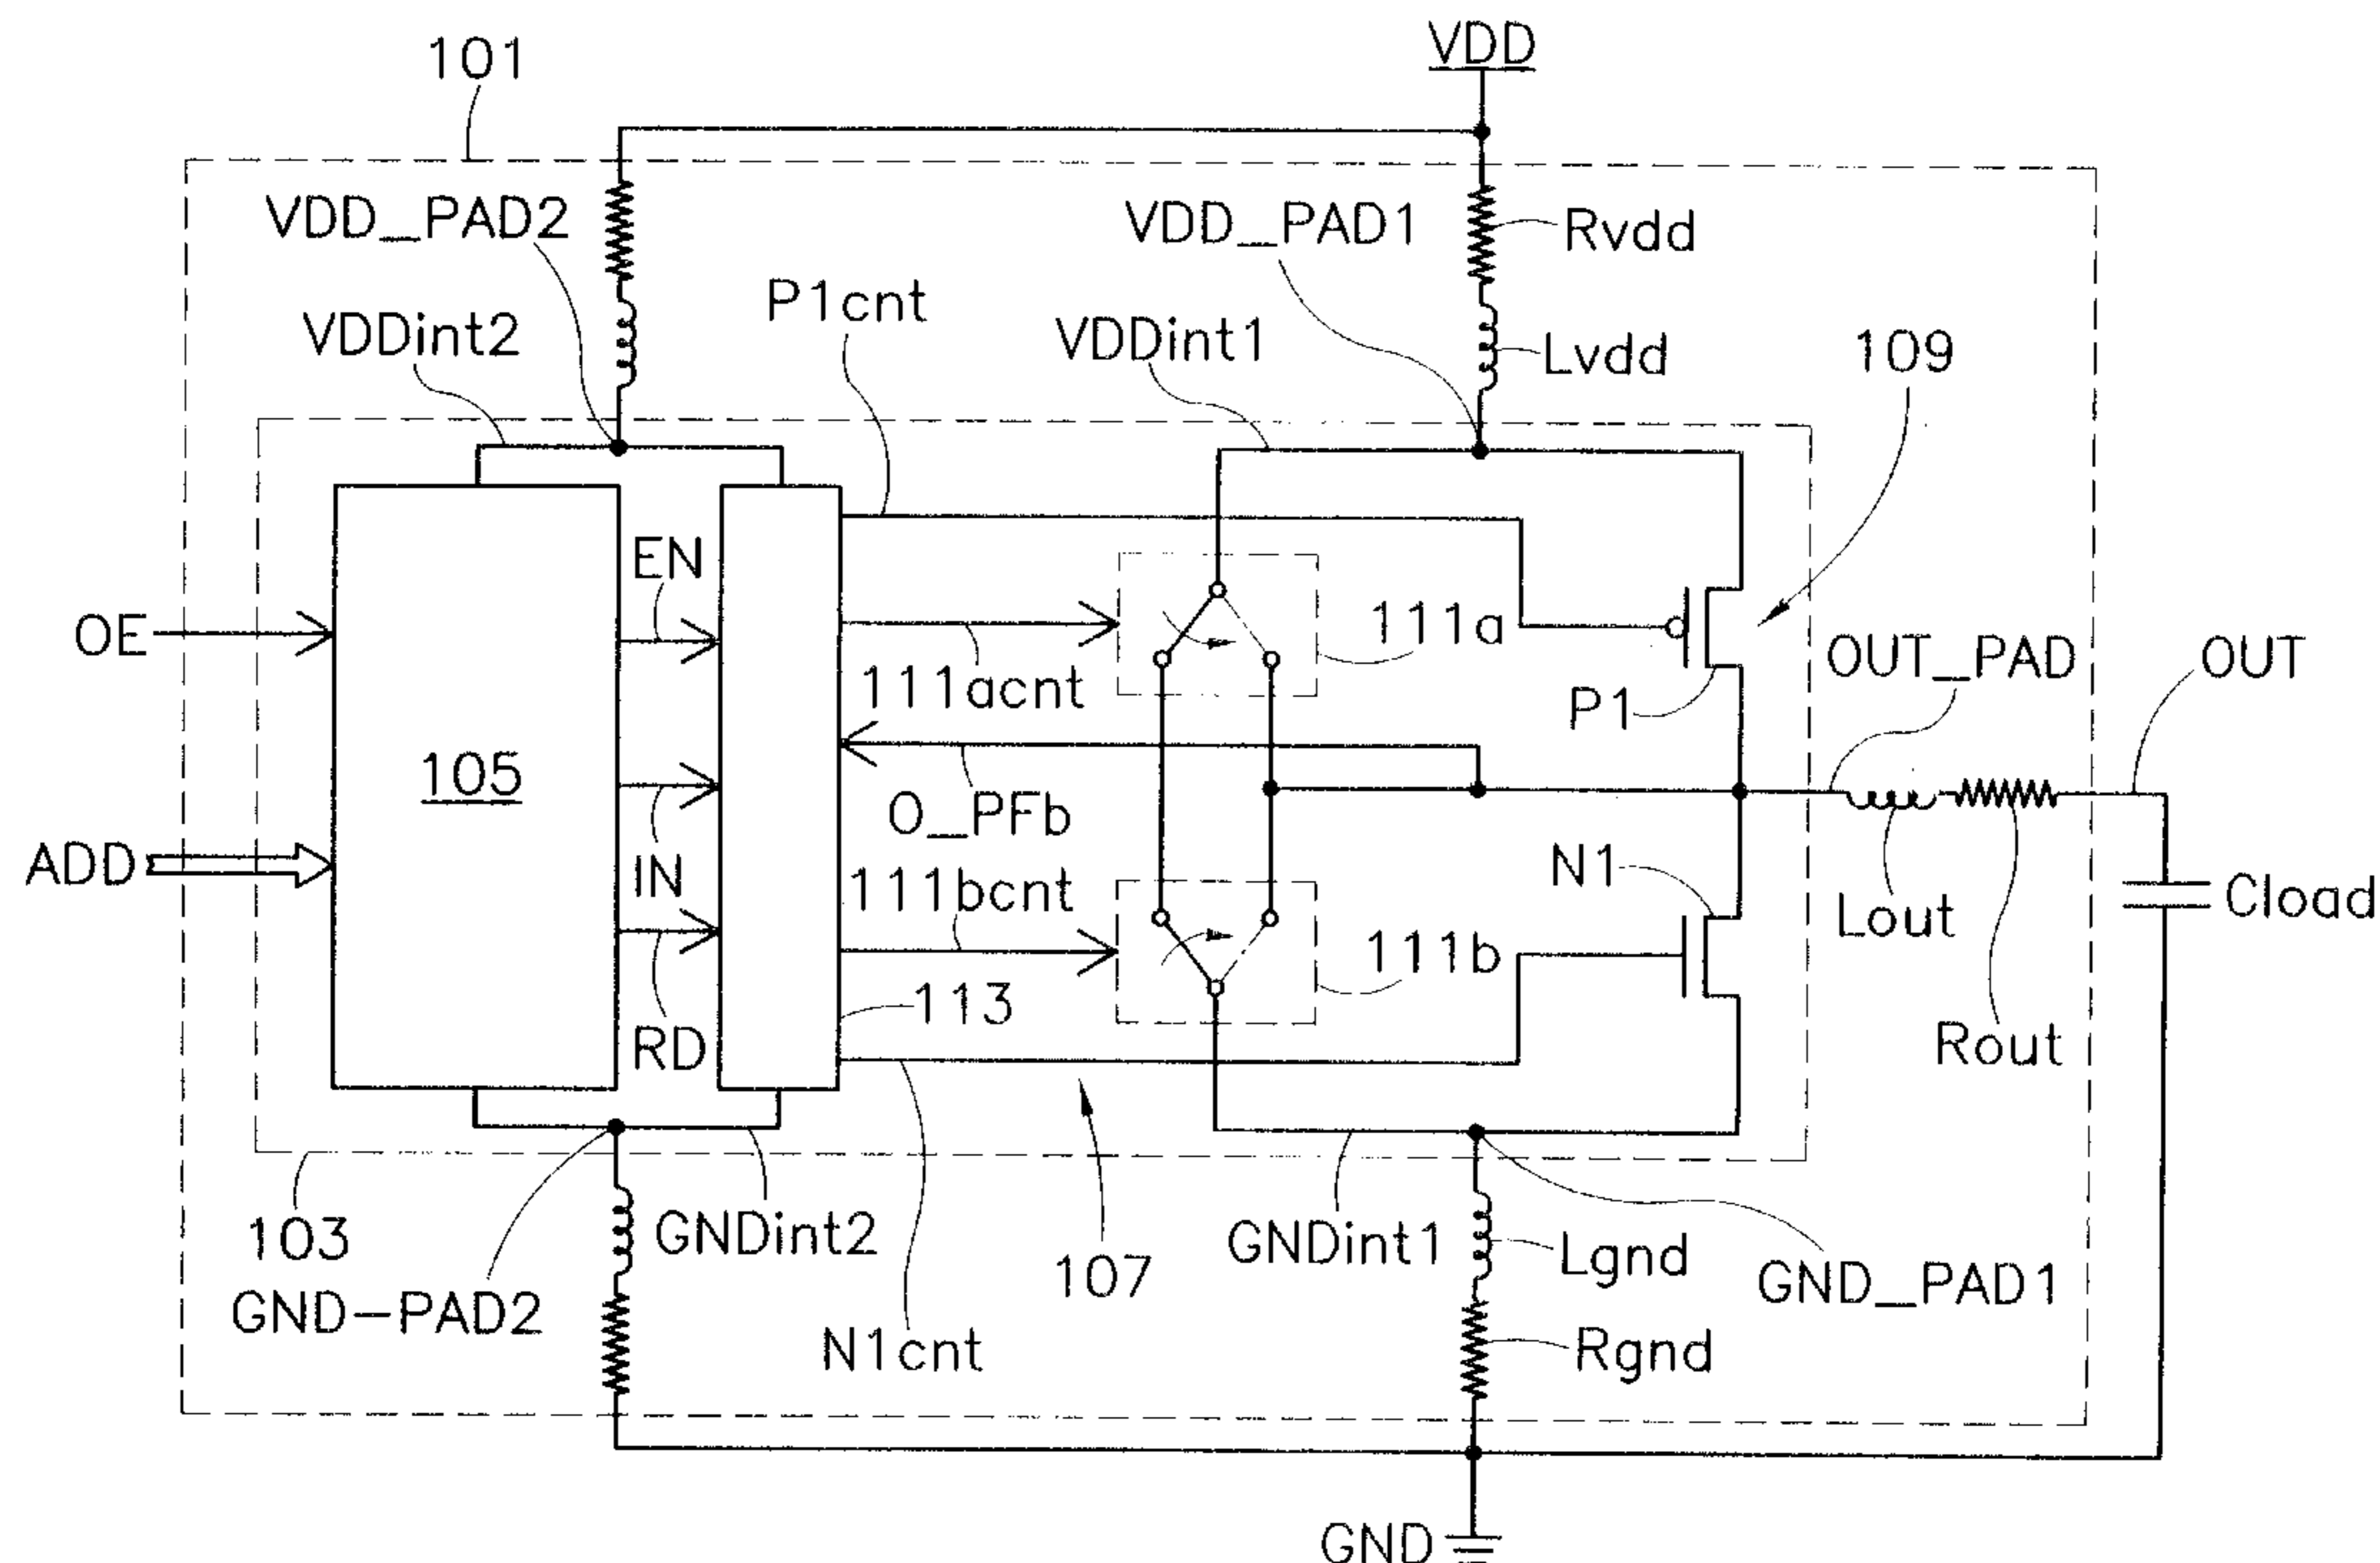 VDD
101
VDD_PAD2
VDD_PAD1
Rvdd
P1cnt
VDDint2
VDDint1
Lvdd
109
EN
OE
111a
OUT_PAD
OUT
111acnt
P1
105
O_PFb
ADD
IN
111bcnt
N1
Cload
Lout
111b
113
RD
Rout
103
GNDint2
107
GNDint1
Lgnd
GND_PAD1
GND-PAD2
N1cnt
Rgnd
GND